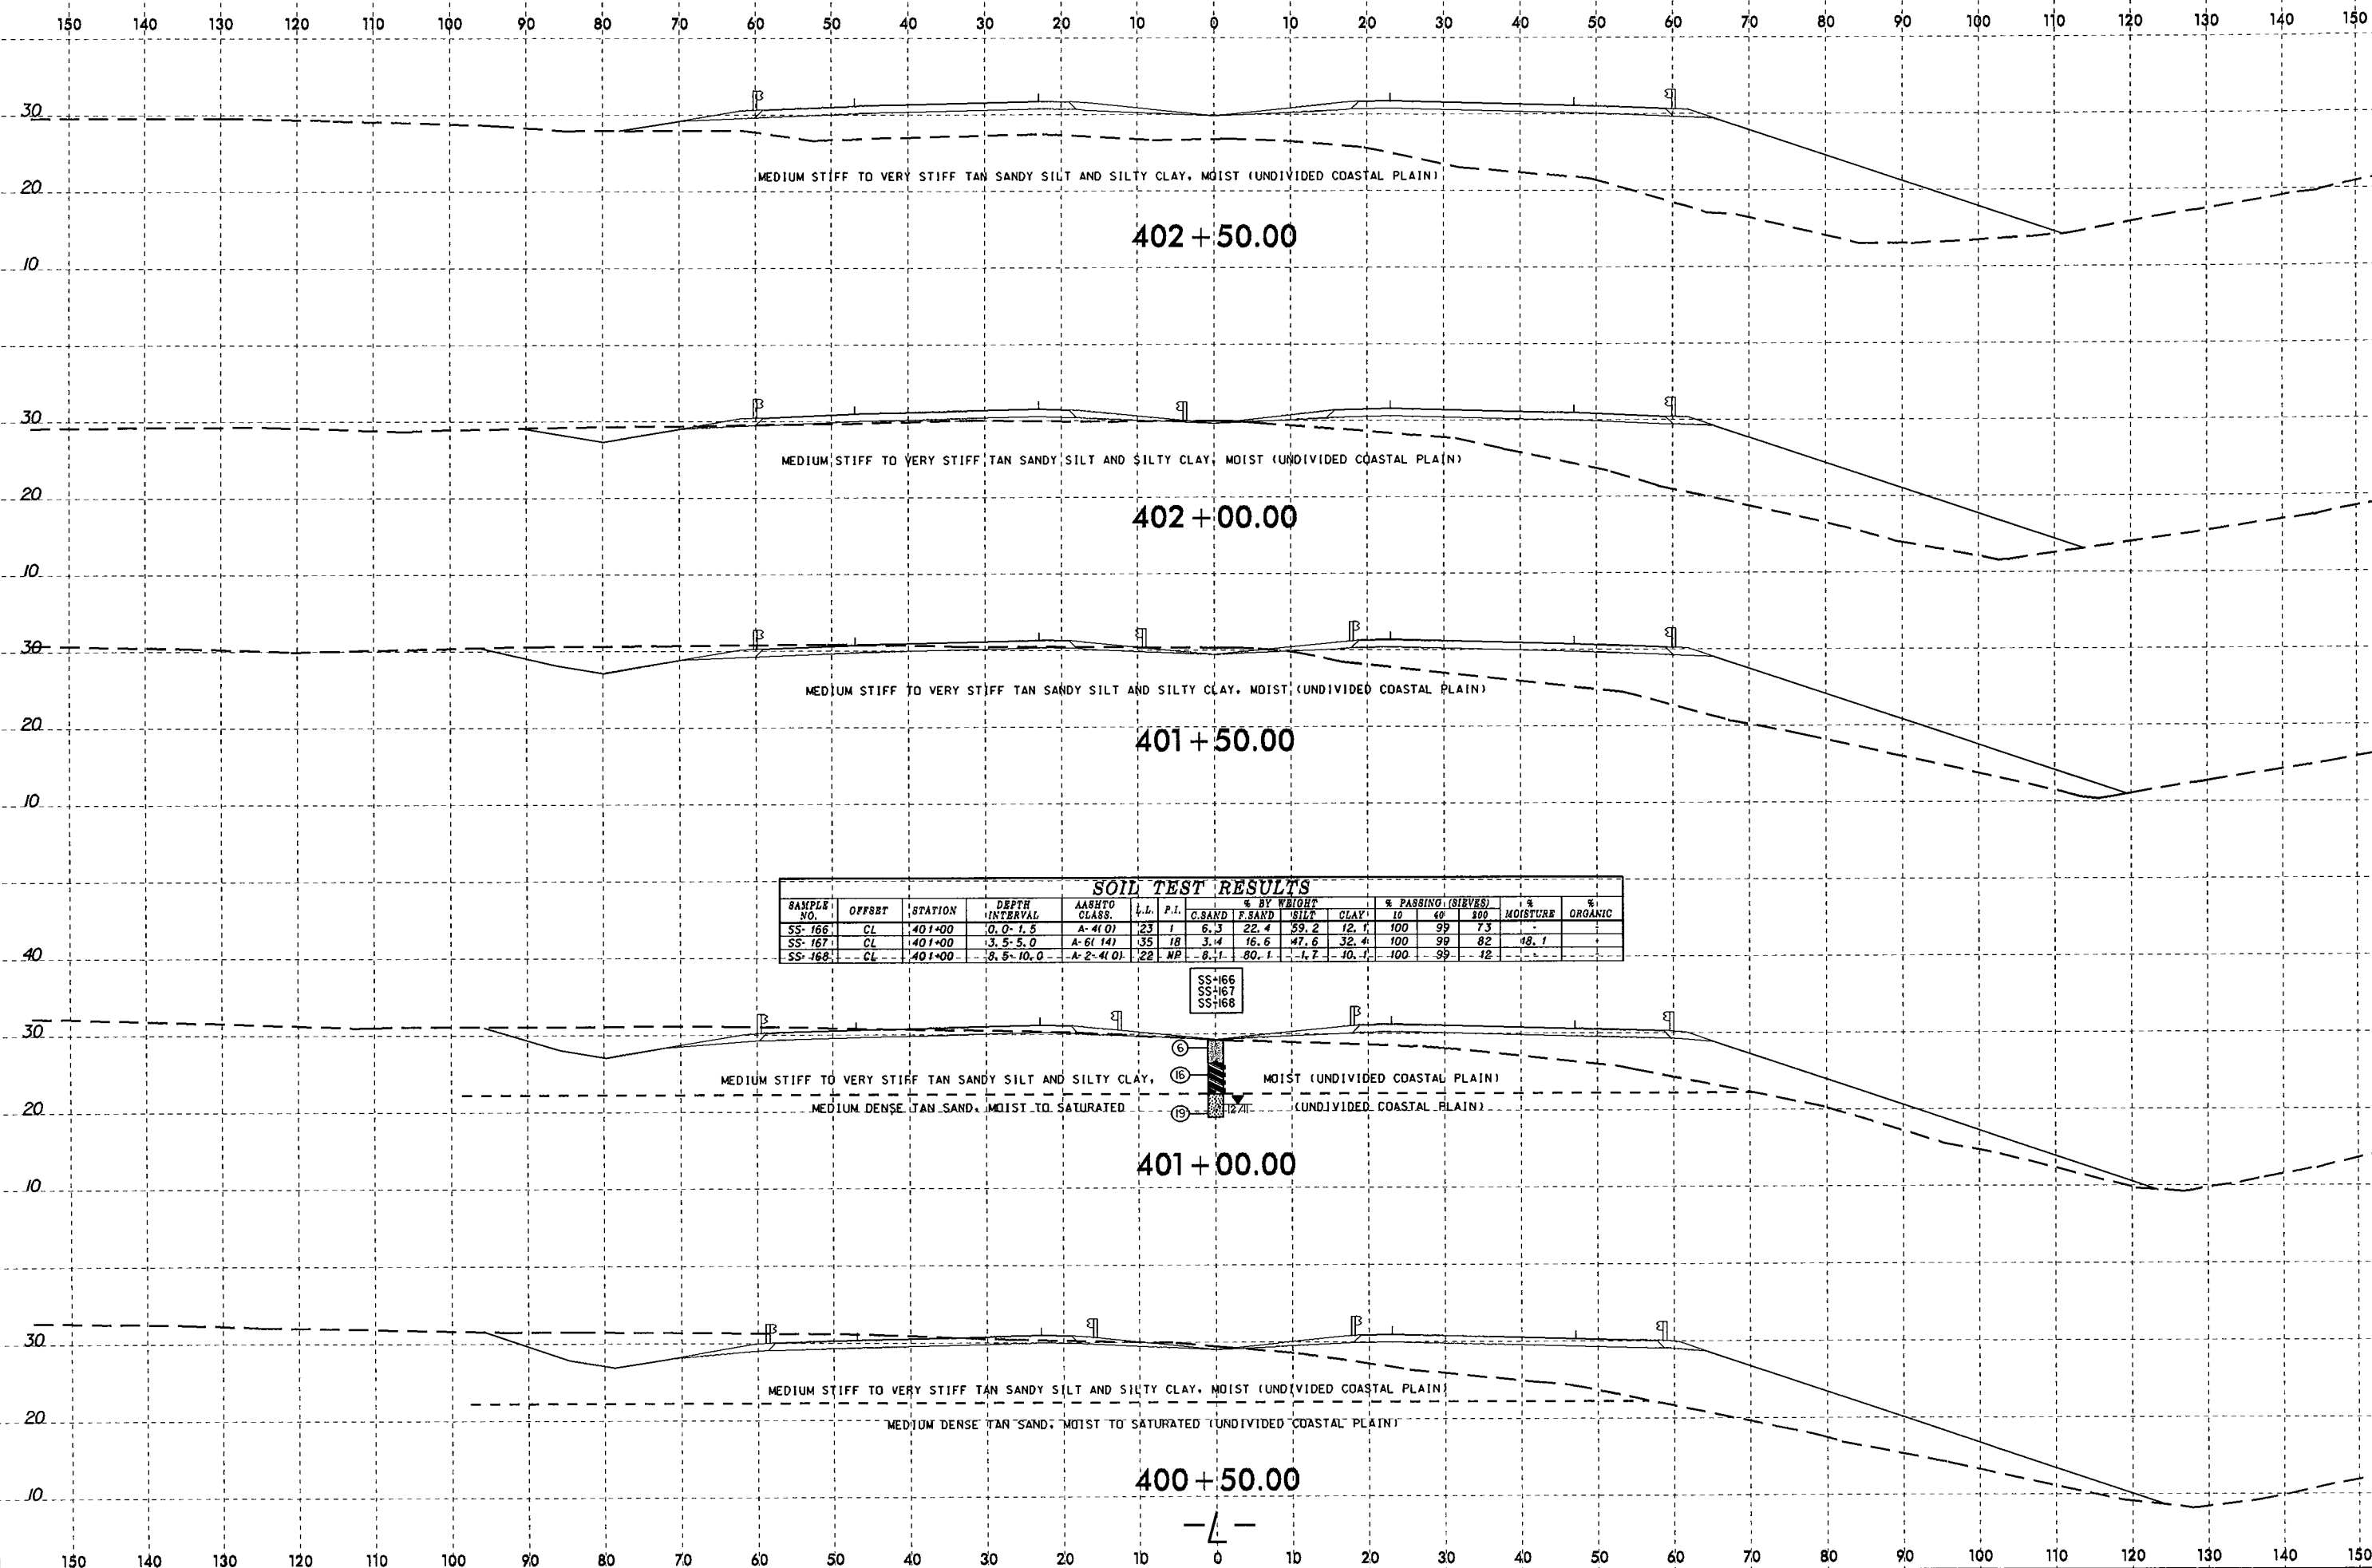 150 140 130 120 110 100 90 80 70 60 50 40 30 20 10 0 10 20 30 40 50 60 70 80 90 100 110 120 130 140 150
30
MEDIUM STIFF TO VERY STIFF TAN SANDY SILT AND SILTY CLAY, MOIST (UNDIVIDED COASTAL PLAIN)
20
402+50.00
10
30
MEDIUM STIFF TO VERY STIFF TAN SANDY SILT AND SILTY CLAY, MOIST (UNDIVIDED COASTAL PLAIN)
20
402+00.00
10
30
MEDIUM STIFF TO VERY STIFF TAN SANDY SILT AND SILTY CLAY, MOIST (UNDIVIDED COASTAL PLAIN)
20
401+50.00
10
SOIL TEST RESULTS
SAMPLE NO. OFFSET STATION DEPTH INTERVAL AASHTO CLASS. L.L. P.I. % BY WEIGHT C.SAND F.SAND SILT CLAY % PASSING (SIEVES) 10 40 200 % MOISTURE % ORGANIC
SS-166 CL 401+00 0.0-1.5 A-4(0) 23 1 6.3 22.4 59.2 12.1 100 99 73 - -
SS-167 CL 401+00 3.5-5.0 A-6(14) 35 18 3.4 16.6 47.6 32.4 100 99 82 18.1 -
SS-168 CL 401+00 8.5-10.0 A-2-4(0) 22 NP 8.1 80.1 1.7 10.1 100 99 12 - -
40
SS-166
SS-167
SS-168
30
6
MEDIUM STIFF TO VERY STIFF TAN SANDY SILT AND SILTY CLAY, 16 MOIST (UNDIVIDED COASTAL PLAIN)
20
MEDIUM DENSE TAN SAND, MOIST TO SATURATED (UNDIVIDED COASTAL PLAIN)
19
401+00.00
10
30
MEDIUM STIFF TO VERY STIFF TAN SANDY SILT AND SILTY CLAY, MOIST (UNDIVIDED COASTAL PLAIN)
20
MEDIUM DENSE TAN SAND, MOIST TO SATURATED (UNDIVIDED COASTAL PLAIN)
400+50.00
10
-L-
150 140 130 120 110 100 90 80 70 60 50 40 30 20 10 0 10 20 30 40 50 60 70 80 90 100 110 120 130 140 150